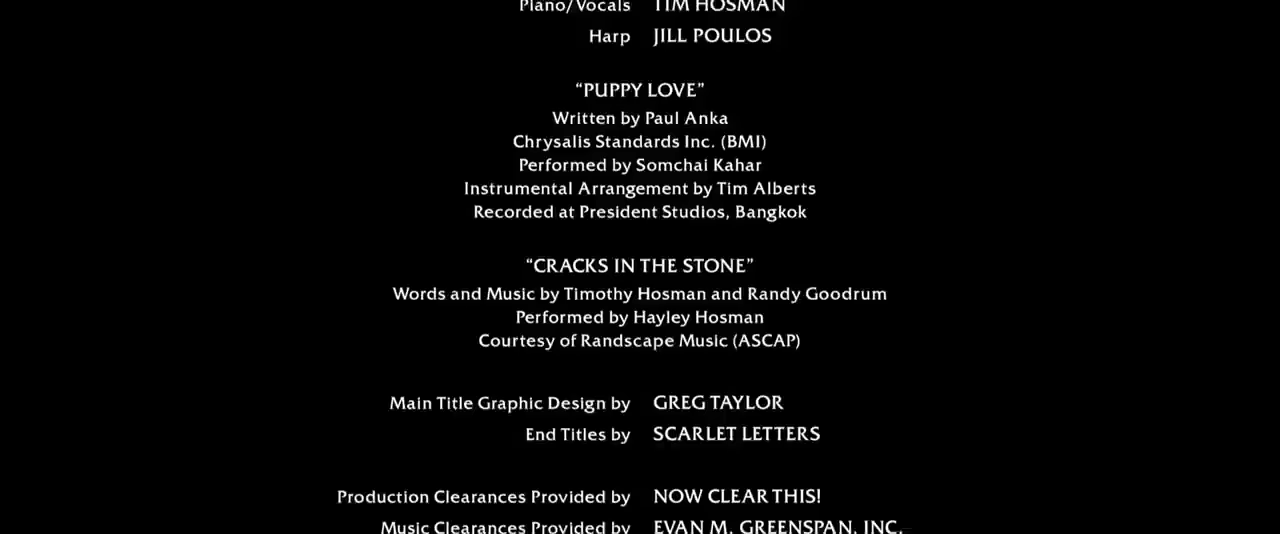 Piano/Vocals TIM HOSMAN
Harp JILL POULOS
“PUPPY LOVE”
Written by Paul Anka
Chrysalis Standards Inc. (BMI)
Performed by Somchai Kahar
Instrumental Arrangement by Tim Alberts
Recorded at President Studios, Bangkok
“CRACKS IN THE STONE”
Words and Music by Timothy Hosman and Randy Goodrum
Performed by Hayley Hosman
Courtesy of Randscape Music (ASCAP)
Main Title Graphic Design by GREG TAYLOR
End Titles by SCARLET LETTERS
Production Clearances Provided by NOW CLEAR THIS!
Music Clearances Provided by EVAN M. GREENSPAN, INC.